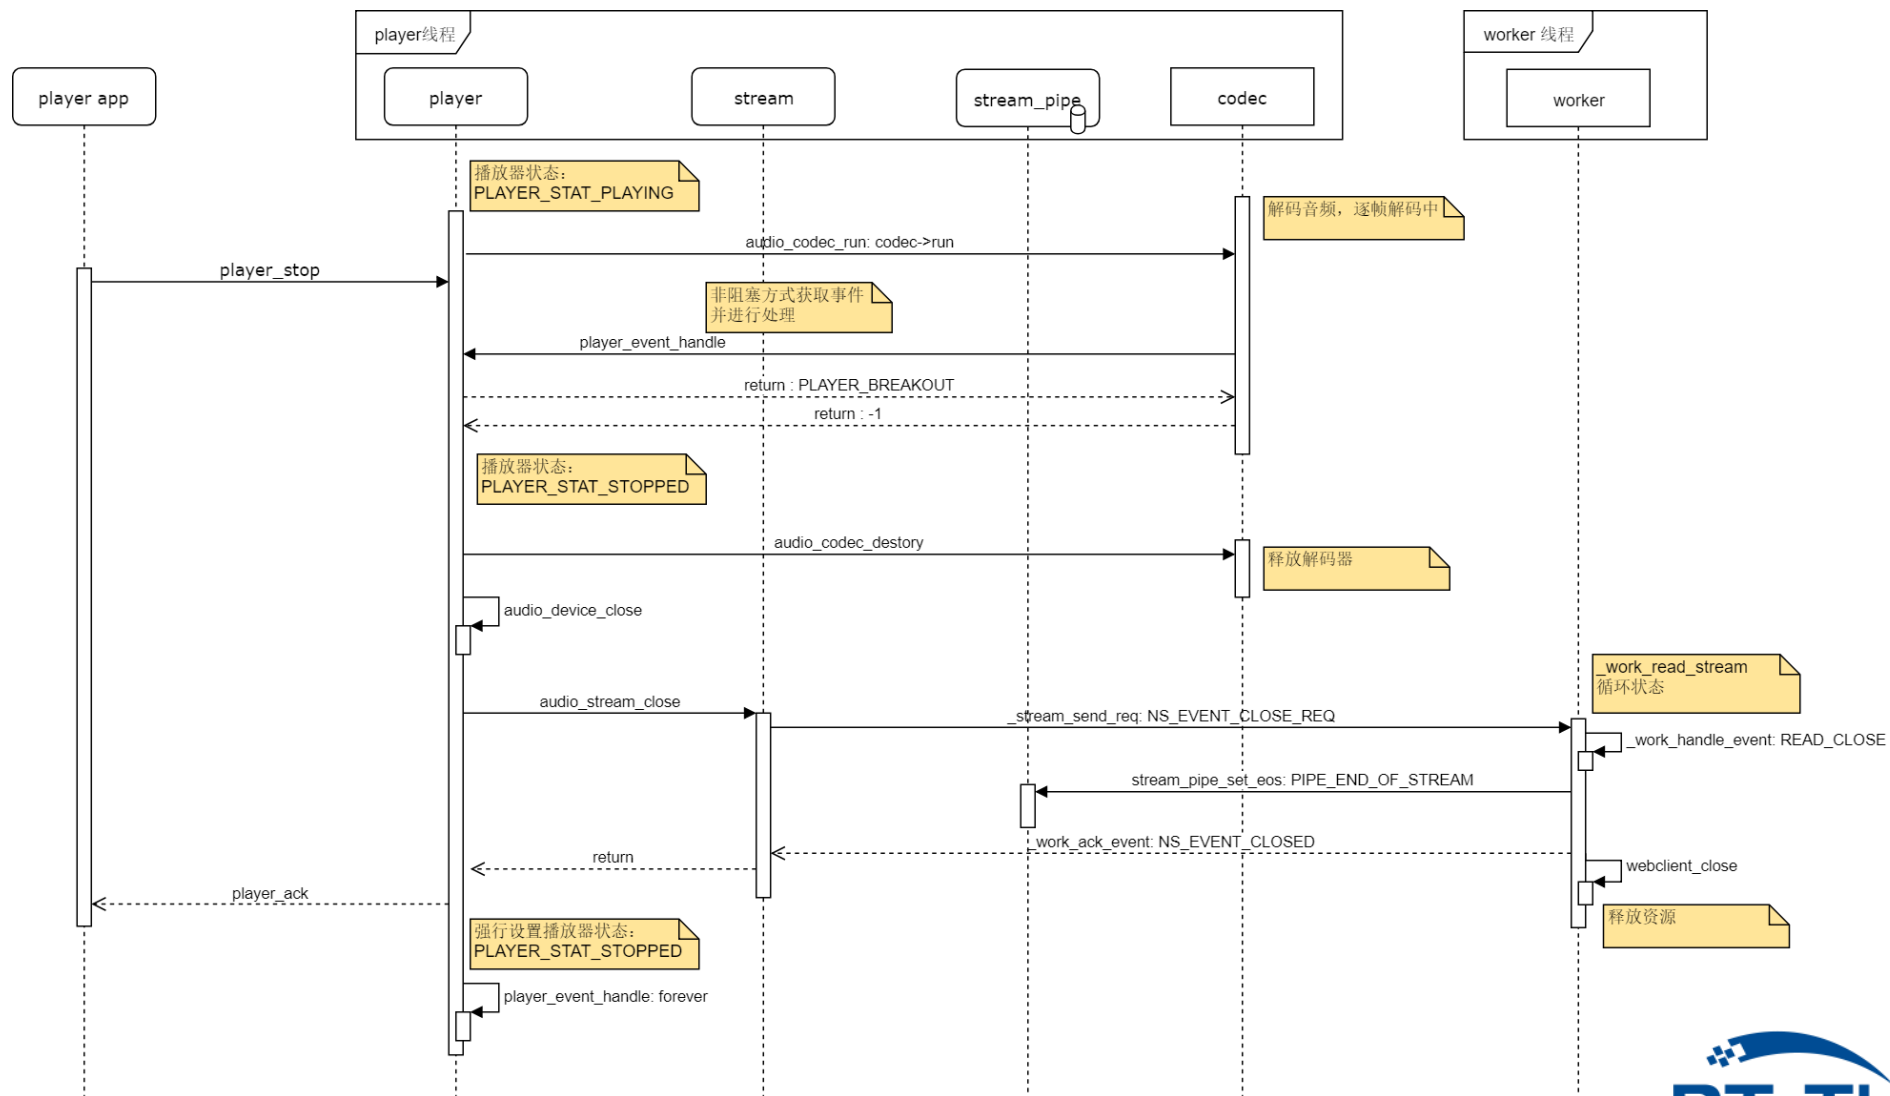 player线程
worker 线程
player app
player
stream
stream_pipe
codec
worker
播放器状态：
PLAYER_STAT_PLAYING
解码音频，逐帧解码中
audio_codec_run: codec->run
player_stop
非阻塞方式获取事件
并进行处理
player_event_handle
return : PLAYER_BREAKOUT
return : -1
播放器状态：
PLAYER_STAT_STOPPED
audio_codec_destory
释放解码器
audio_device_close
_work_read_stream
循环状态
audio_stream_close
_stream_send_req: NS_EVENT_CLOSE_REQ
_work_handle_event: READ_CLOSE
stream_pipe_set_eos: PIPE_END_OF_STREAM
_work_ack_event: NS_EVENT_CLOSED
return
webclient_close
player_ack
释放资源
强行设置播放器状态：
PLAYER_STAT_STOPPED
player_event_handle: forever